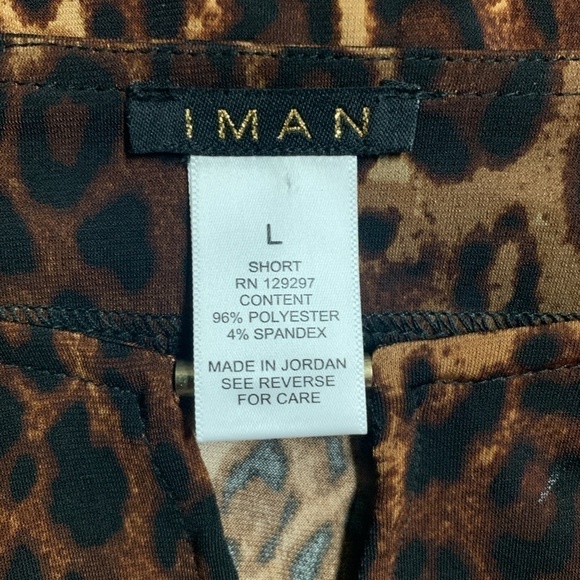 IMAN
L
SHORT
RN 129297
CONTENT
96% POLYESTER
4% SPANDEX
MADE IN JORDAN
SEE REVERSE
FOR CARE